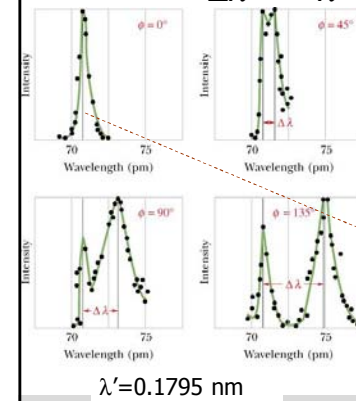 Intensity
ϕ = 0°
70
75
Wavelength (pm)
Intensity
ϕ = 45°
Δλ
70
75
Wavelength (pm)
Intensity
ϕ = 90°
Δλ
70
75
Wavelength (pm)
Intensity
ϕ = 135°
Δλ
70
75
Wavelength (pm)
λ′=0.1795 nm